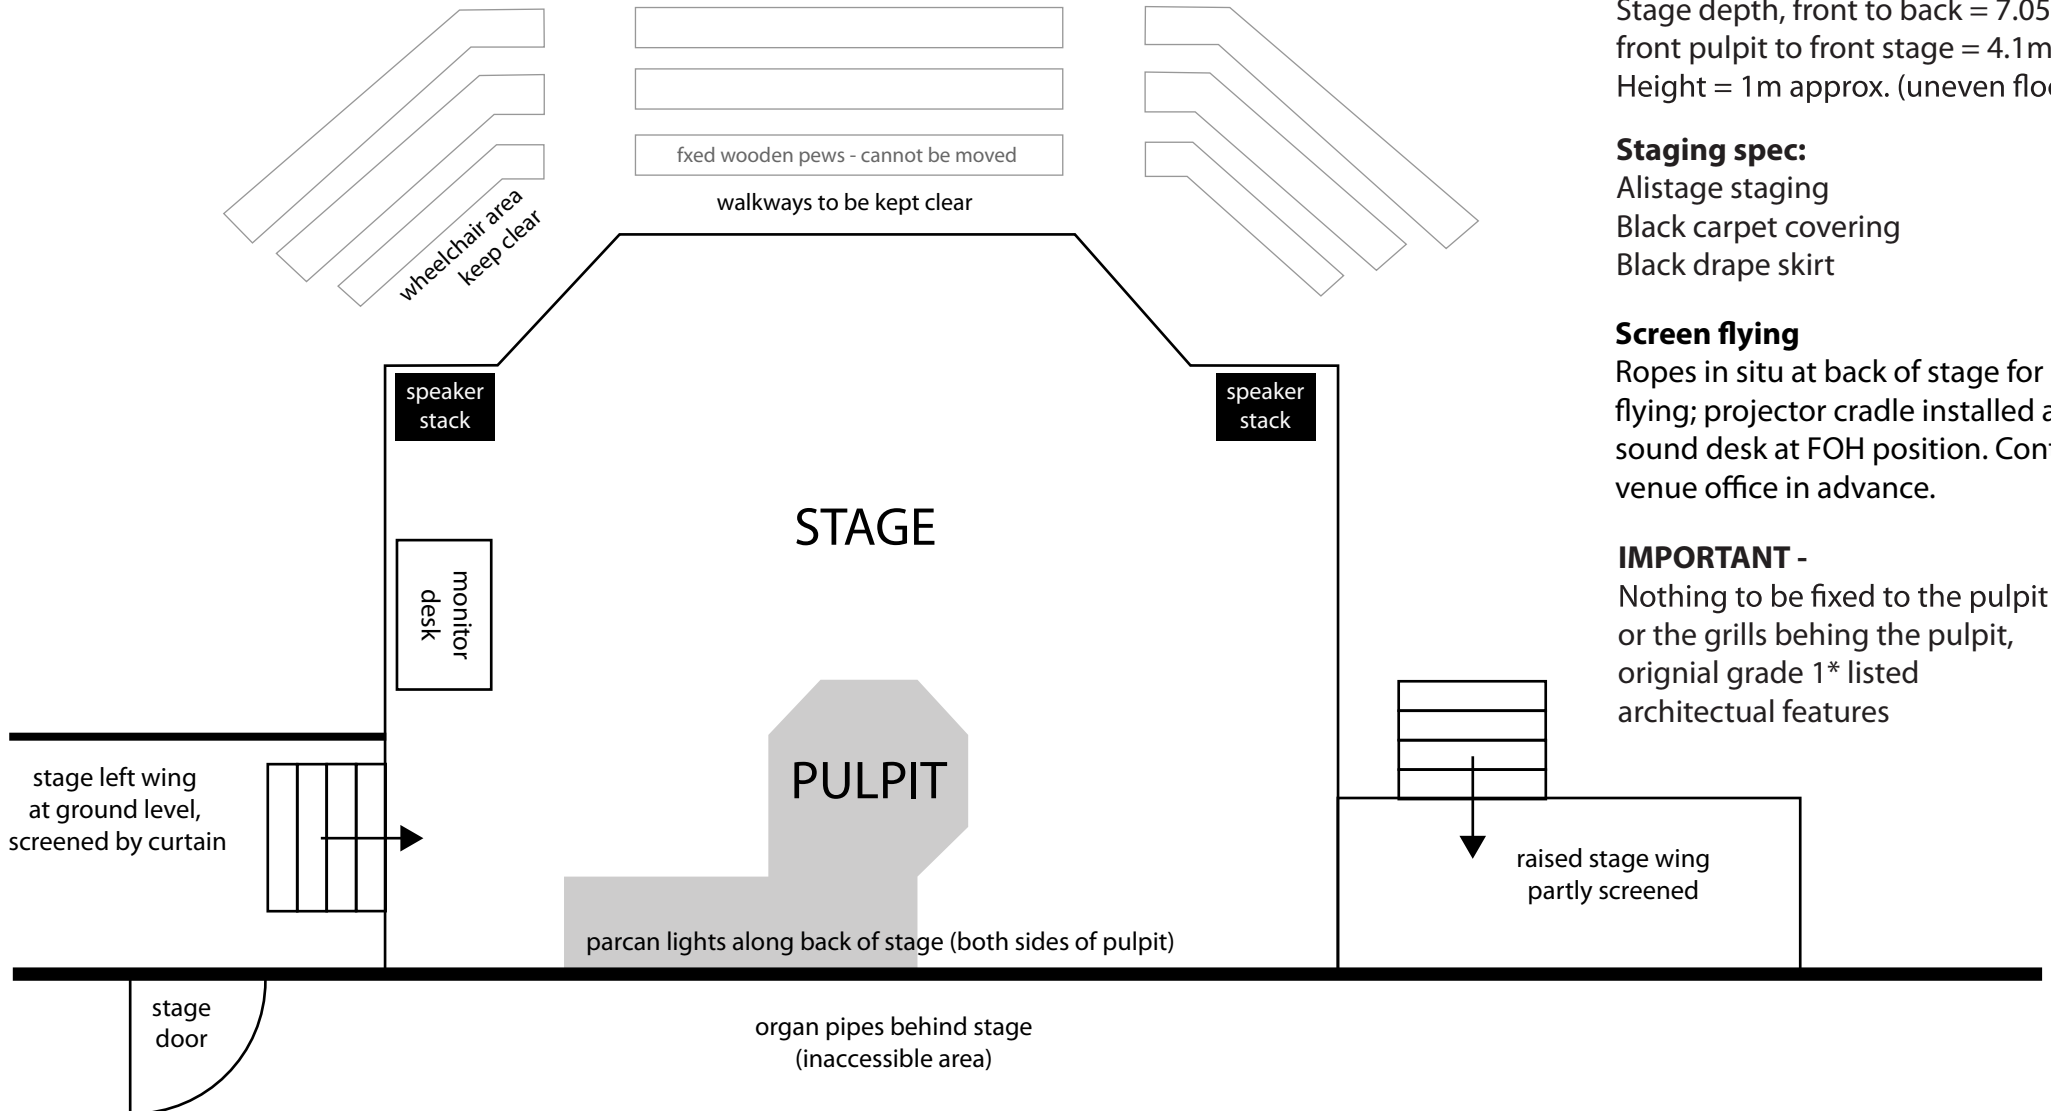 fxed wooden pews - cannot be moved
walkways to be kept clear
wheelchair area
keep clear
speaker
stack
speaker
stack
STAGE
monitor
desk
PULPIT
stage left wing
at ground level,
screened by curtain
raised stage wing
partly screened
parcan lights along back of stage (both sides of pulpit)
stage
door
organ pipes behind stage
(inaccessible area)
Stage depth, front to back = 7.05
front pulpit to front stage = 4.1m
Height = 1m approx. (uneven
Staging spec:
Alistage staging
Black carpet covering
Black drape skirt
Screen flying
Ropes in situ at back of stage for
flying; projector cradle installed
sound desk at FOH position.
venue office in advance.
IMPORTANT -
Nothing to be fixed to the pulpit
or the grills behing the pulpit,
orignial grade 1* listed
architectual features